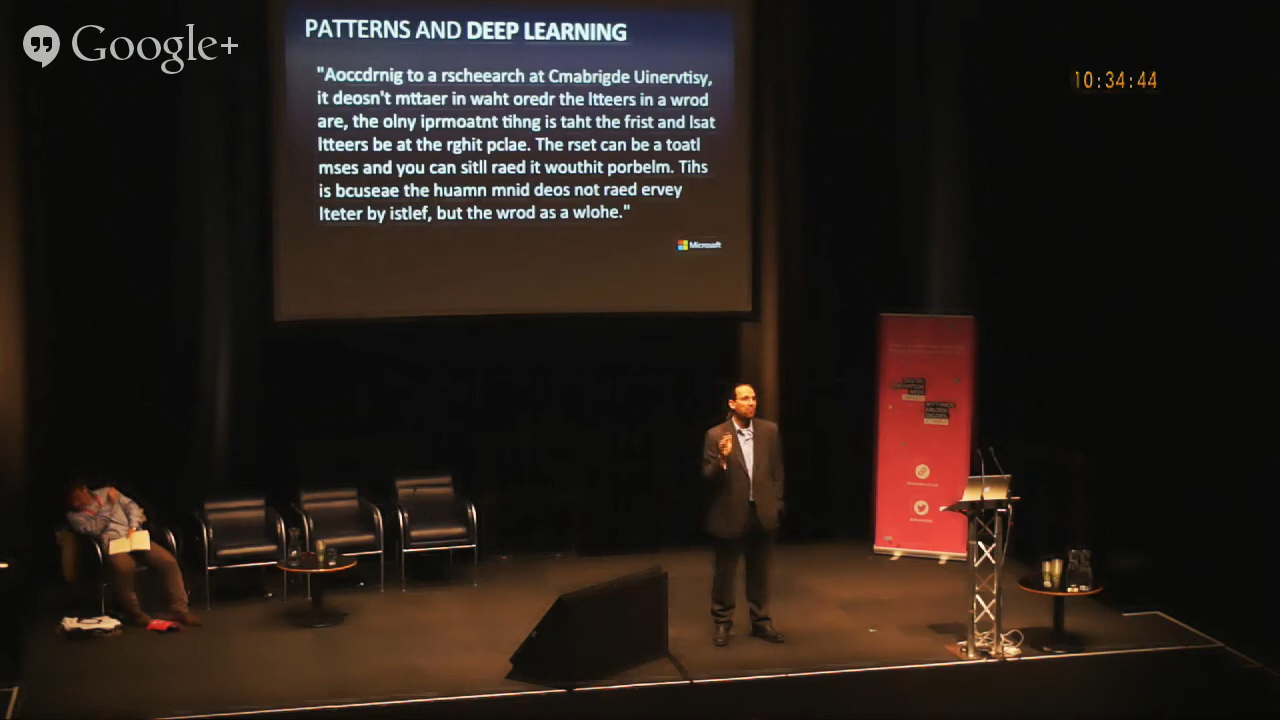 Google+
10:34:44
PATTERNS AND DEEP LEARNING
"Aoccdrnig to a rscheearch at Cmabrigde Uinervtisy,
it deosn't mttaer in waht oredr the ltteers in a wrod
are, the olny iprmoatnt tihng is taht the frist and lsat
ltteers be at the rghit pclae. The rset can be a toatl
mses and you can sitll raed it wouthit porbelm. Tihs
is bcuseae the huamn mnid deos not raed ervey
lteter by istlef, but the wrod as a wlohe."
Microsoft